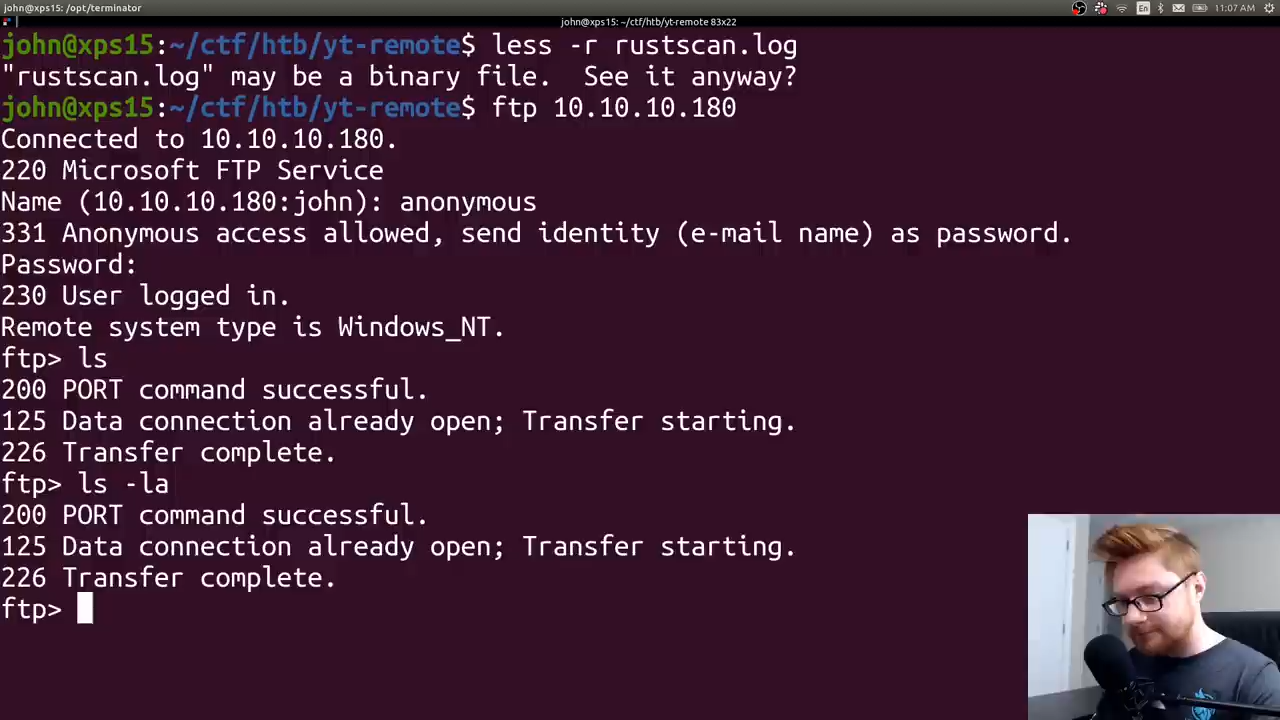 john@xps15: /opt/terminator
En
11:07 AM
john@xps15: ~/ctf/htb/yt-remote 83x22
john@xps15:~/ctf/htb/yt-remote$ less -r rustscan.log
"rustscan.log" may be a binary file.  See it anyway?
john@xps15:~/ctf/htb/yt-remote$ ftp 10.10.10.180
Connected to 10.10.10.180.
220 Microsoft FTP Service
Name (10.10.10.180:john): anonymous
331 Anonymous access allowed, send identity (e-mail name) as password.
Password:
230 User logged in.
Remote system type is Windows_NT.
ftp> ls
200 PORT command successful.
125 Data connection already open; Transfer starting.
226 Transfer complete.
ftp> ls -la
200 PORT command successful.
125 Data connection already open; Transfer starting.
226 Transfer complete.
ftp>